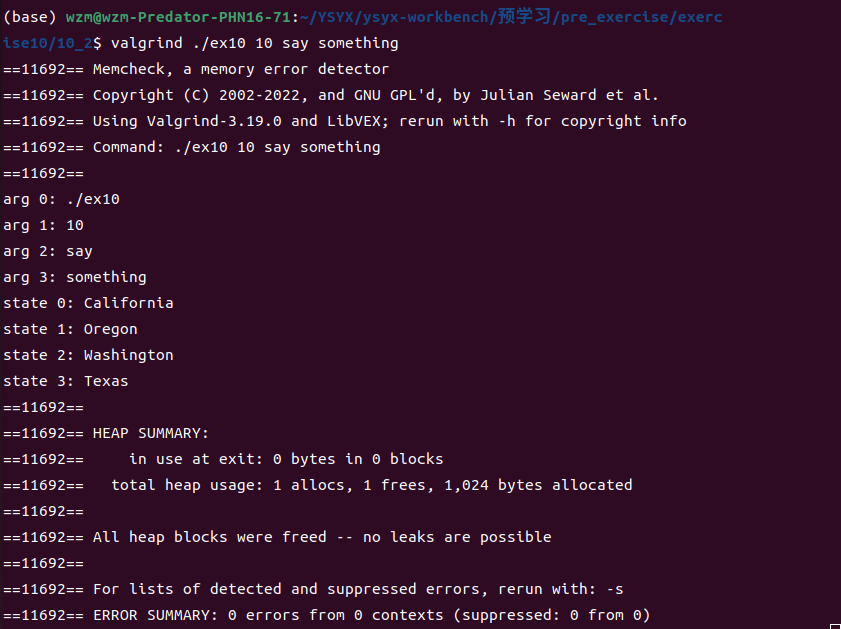 (base) wzm@wzm-Predator-PHN16-71:~/YSYX/ysyx-workbench/预学习/pre_exercise/exerc
ise10/10_2$ valgrind ./ex10 10 say something
==11692== Memcheck, a memory error detector
==11692== Copyright (C) 2002-2022, and GNU GPL'd, by Julian Seward et al.
==11692== Using Valgrind-3.19.0 and LibVEX; rerun with -h for copyright info
==11692== Command: ./ex10 10 say something
==11692==
arg 0: ./ex10
arg 1: 10
arg 2: say
arg 3: something
state 0: California
state 1: Oregon
state 2: Washington
state 3: Texas
==11692==
==11692== HEAP SUMMARY:
==11692==     in use at exit: 0 bytes in 0 blocks
==11692==   total heap usage: 1 allocs, 1 frees, 1,024 bytes allocated
==11692==
==11692== All heap blocks were freed -- no leaks are possible
==11692==
==11692== For lists of detected and suppressed errors, rerun with: -s
==11692== ERROR SUMMARY: 0 errors from 0 contexts (suppressed: 0 from 0)